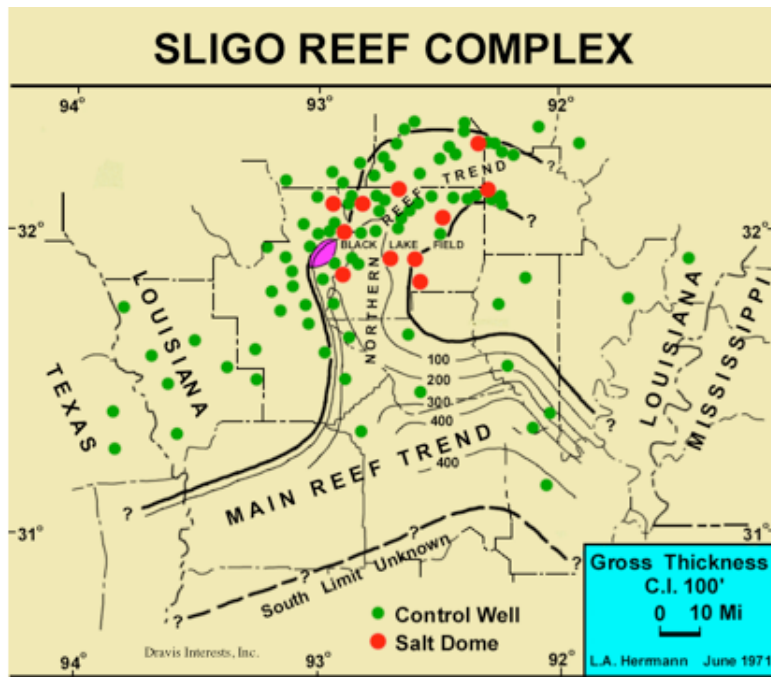 SLIGO REEF COMPLEX
94°
93°
92°
32°
32°
31°
31°
REEF TREND
BLACK LAKE FIELD
NORTHERN
LOUISIANA
TEXAS
LOUISIANA
MISSISSIPPI
100
200
300
400
400
MAIN REEF TREND
South Limit Unknown
?
?
?
?
?
?
?
?
Control Well
Salt Dome
Dravis Interests, Inc.
Gross Thickness
C.I. 100'
0 10 Mi
L.A. Herrmann June 1971
94°
93°
92°